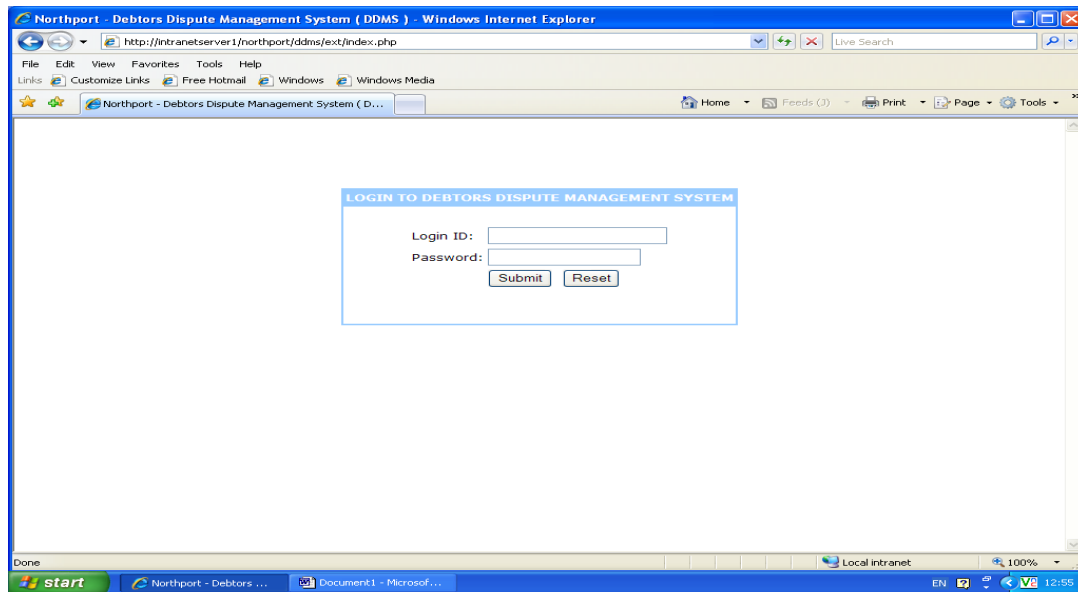 Northport - Debtors Dispute Management System ( DDMS ) - Windows Internet Explorer
http://intranetserver1/northport/ddms/ext/index.php Live Search
File Edit View Favorites Tools Help
Links Customize Links Free Hotmail Windows Windows Media
Northport - Debtors Dispute Management System ( D... Home Feeds (J) Print Page Tools »
LOGIN TO DEBTORS DISPUTE MANAGEMENT SYSTEM
Login ID:
Password:
Submit Reset
Done Local intranet 100%
start Northport - Debtors ... Document1 - Microsof... EN 12:55